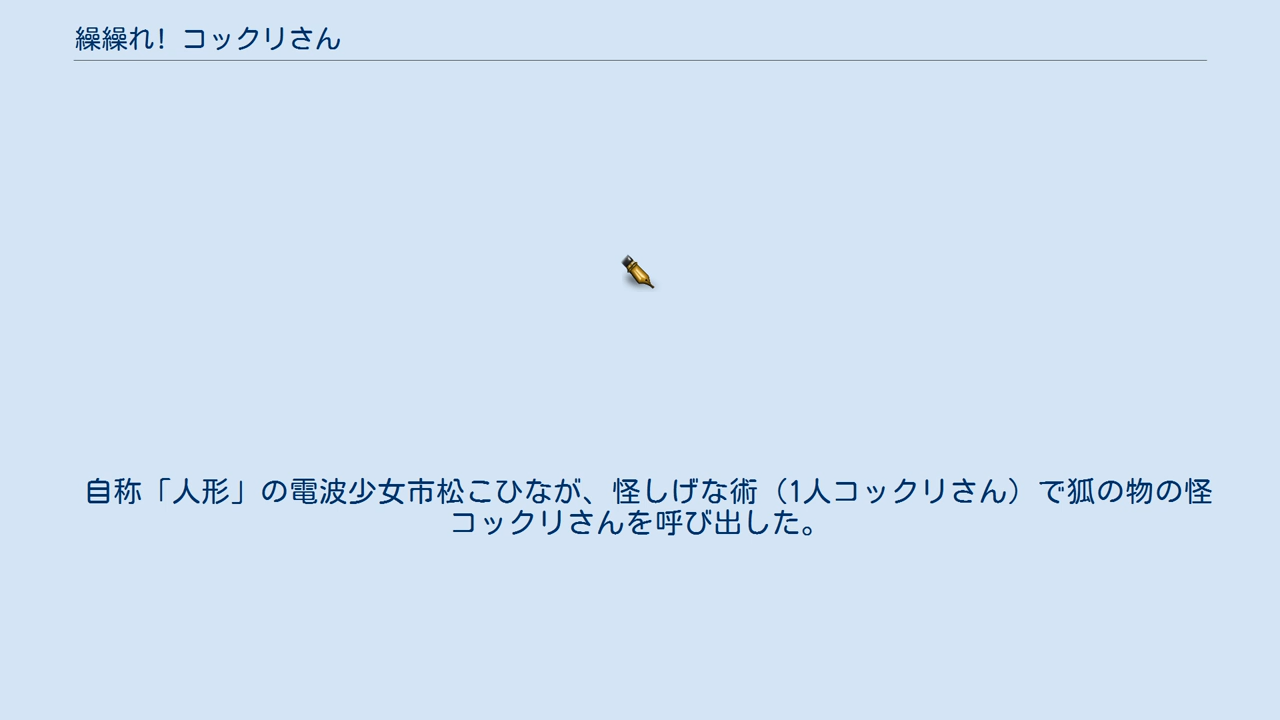 繰繰れ! コックリさん
自称「人形」の電波少女市松こひなが、怪しげな術（1人コックリさん）で狐の物の怪
コックリさんを呼び出した。